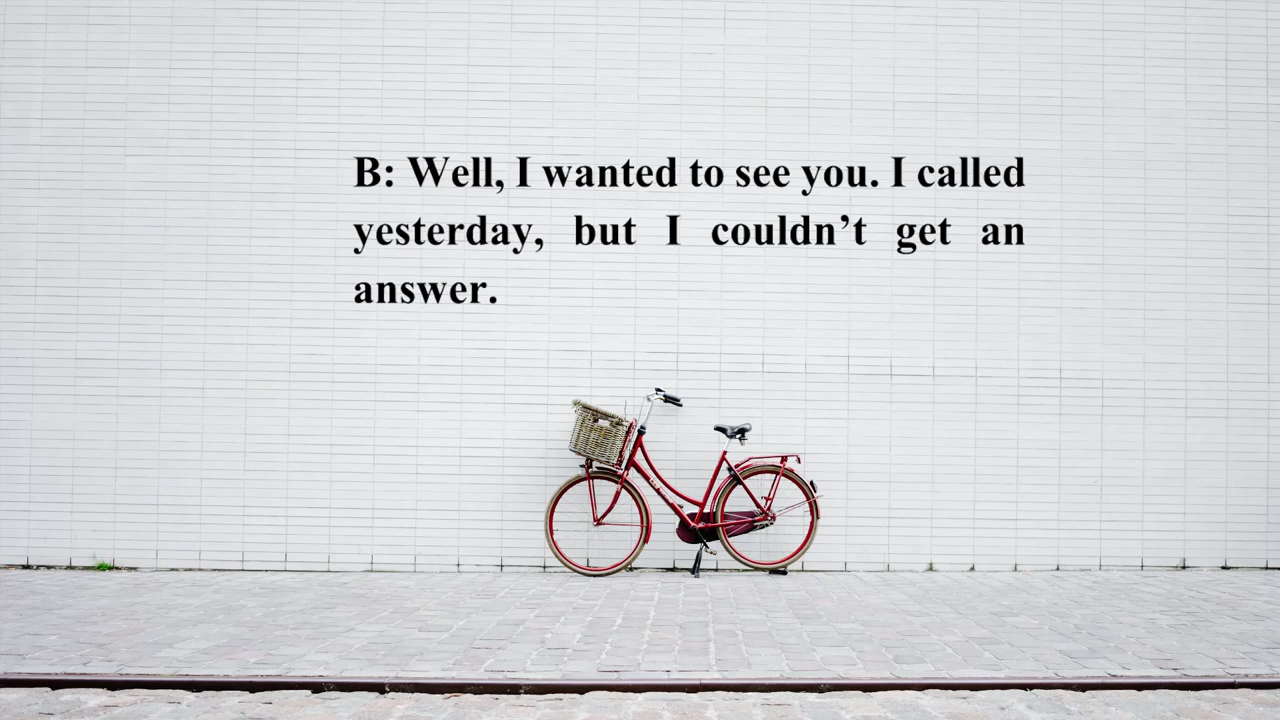 B: Well, I wanted to see you. I called
yesterday, but I couldn’t get an
answer.